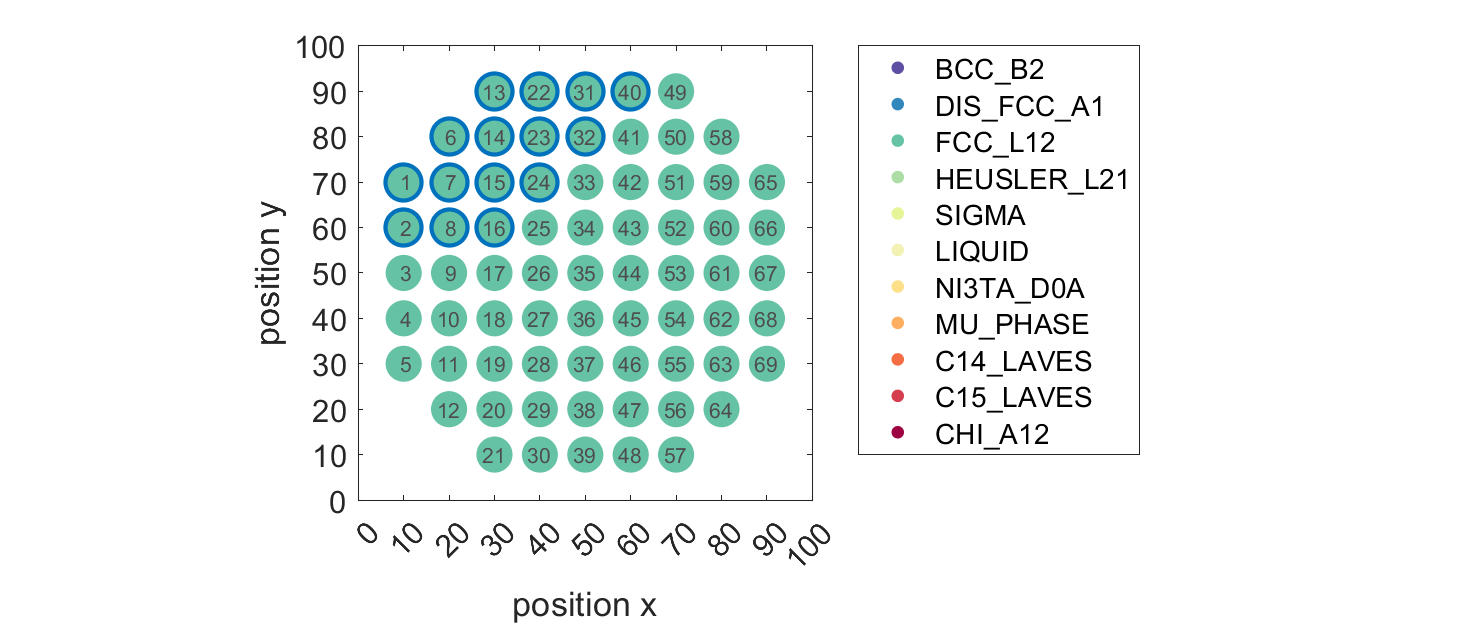 100
90
80
70
60
50
40
30
20
10
0
position y
13 22 31 40 49
6 14 23 32 41 50 58
1 7 15 24 33 42 51 59 65
2 8 16 25 34 43 52 60 66
3 9 17 26 35 44 53 61 67
4 10 18 27 36 45 54 62 68
5 11 19 28 37 46 55 63 69
12 20 29 38 47 56 64
21 30 39 48 57
0 10 20 30 40 50 60 70 80 90 100
position x
BCC_B2
DIS_FCC_A1
FCC_L12
HEUSLER_L21
SIGMA
LIQUID
NI3TA_D0A
MU_PHASE
C14_LAVES
C15_LAVES
CHI_A12